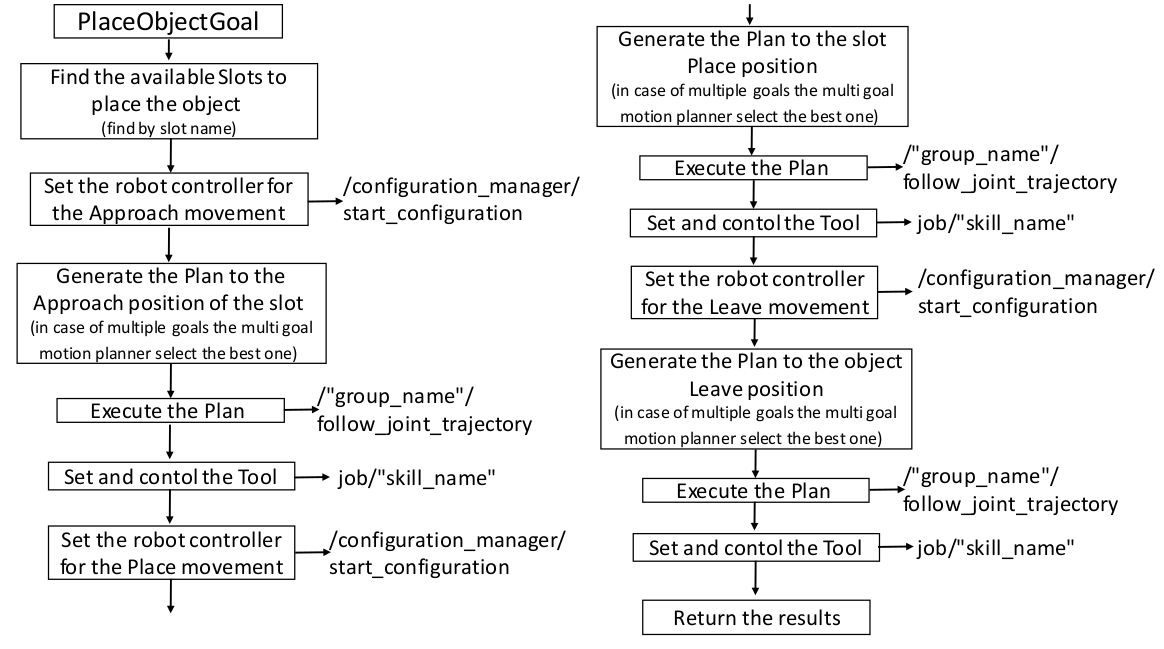 PlaceObjectGoal
Find the available Slots to
place the object
(find by slot name)
Set the robot controller for
the Approach movement
/configuration_manager/
start_configuration
Generate the Plan to the
Approach position of the slot
(in case of multiple goals the multi goal
motion planner select the best one)
Execute the Plan
/"group_name"/
follow_joint_trajectory
Set and contol the Tool
job/"skill_name"
Set the robot controller
for the Place movement
/configuration_manager/
start_configuration
Generate the Plan to the slot
Place position
(in case of multiple goals the multi goal
motion planner select the best one)
Execute the Plan
/"group_name"/
follow_joint_trajectory
Set and contol the Tool
job/"skill_name"
Set the robot controller
for the Leave movement
/configuration_manager/
start_configuration
Generate the Plan to the object
Leave position
(in case of multiple goals the multi goal
motion planner select the best one)
Execute the Plan
/"group_name"/
follow_joint_trajectory
Set and contol the Tool
job/"skill_name"
Return the results